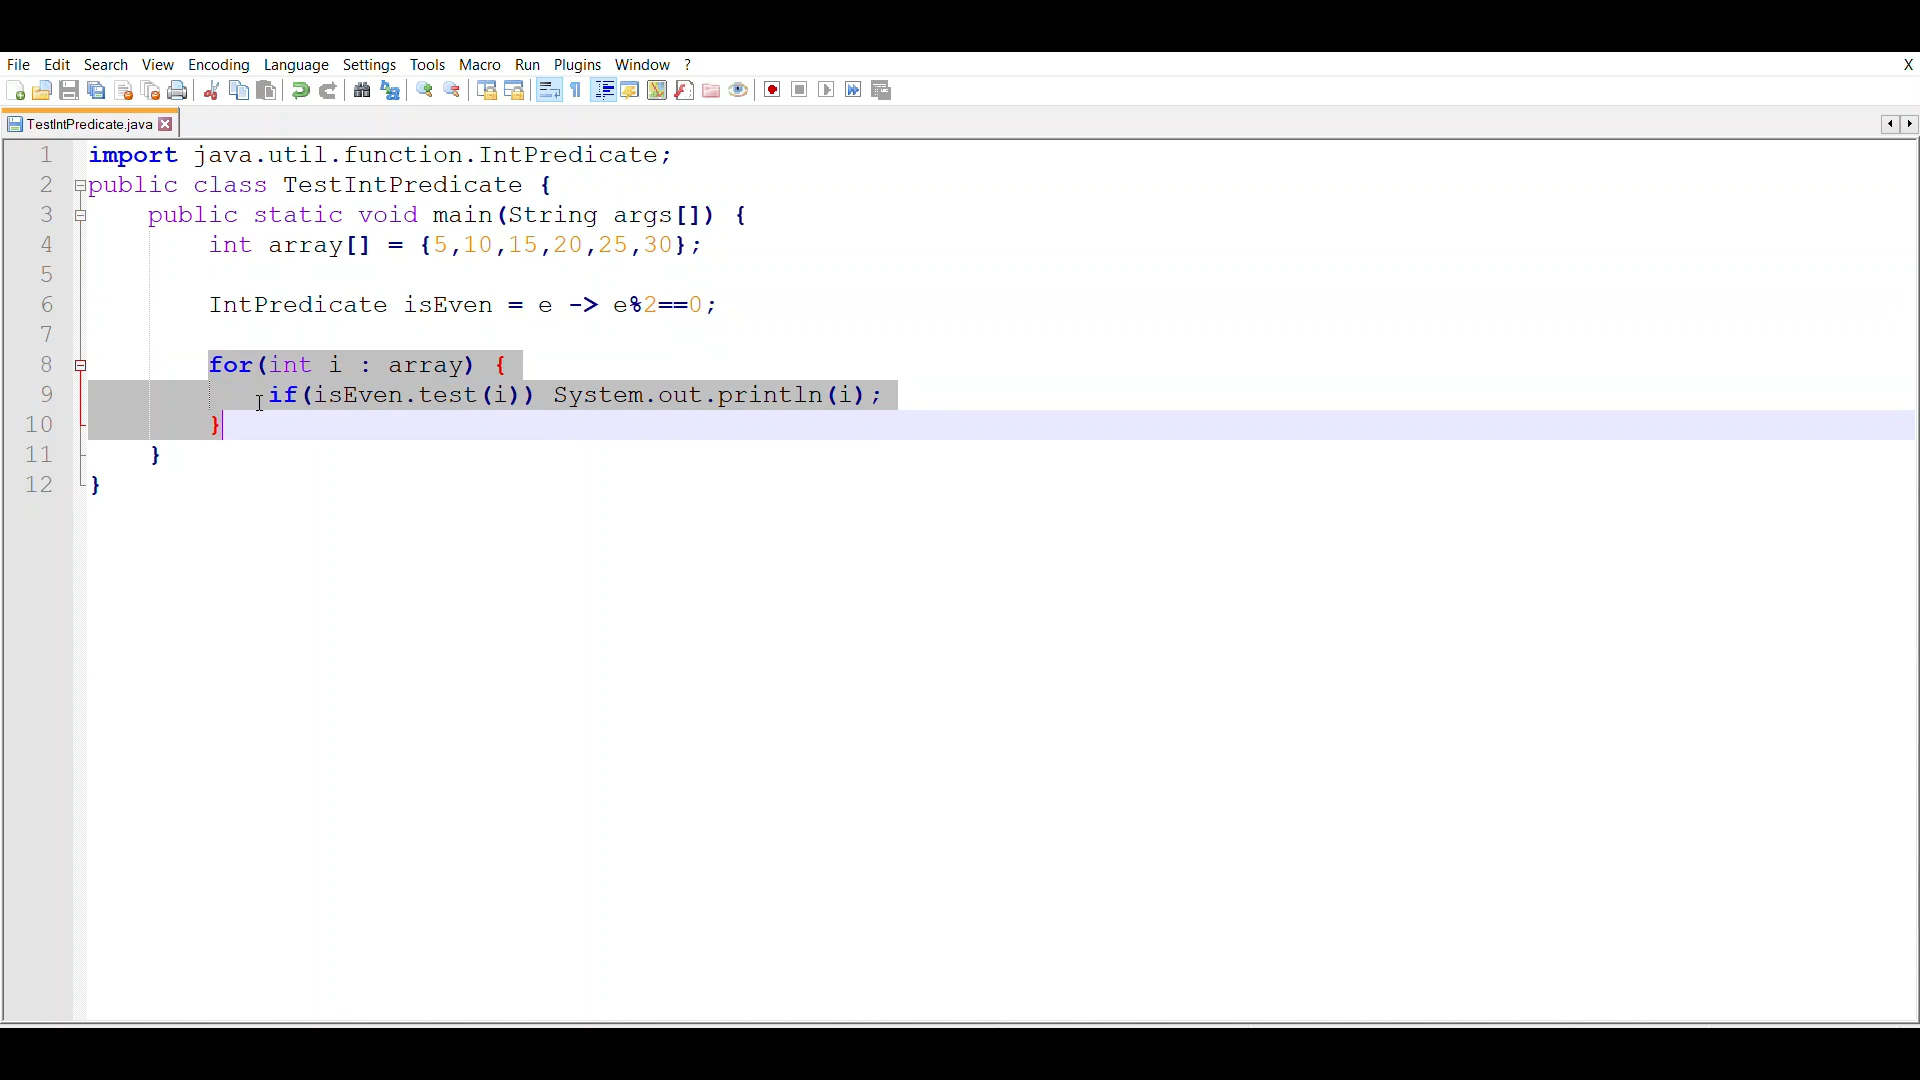 File Edit Search View Encoding Language Settings Tools Macro Run Plugins Window ? X
TestIntPredicate.java
1 import java.util.function.IntPredicate;
2 public class TestIntPredicate {
3 public static void main(String args[]) {
4 int array[] = {5,10,15,20,25,30};
5
6 IntPredicate isEven = e -> e%2==0;
7
8 for(int i : array) {
9 if(isEven.test(i)) System.out.println(i);
10 }
11 }
12 }